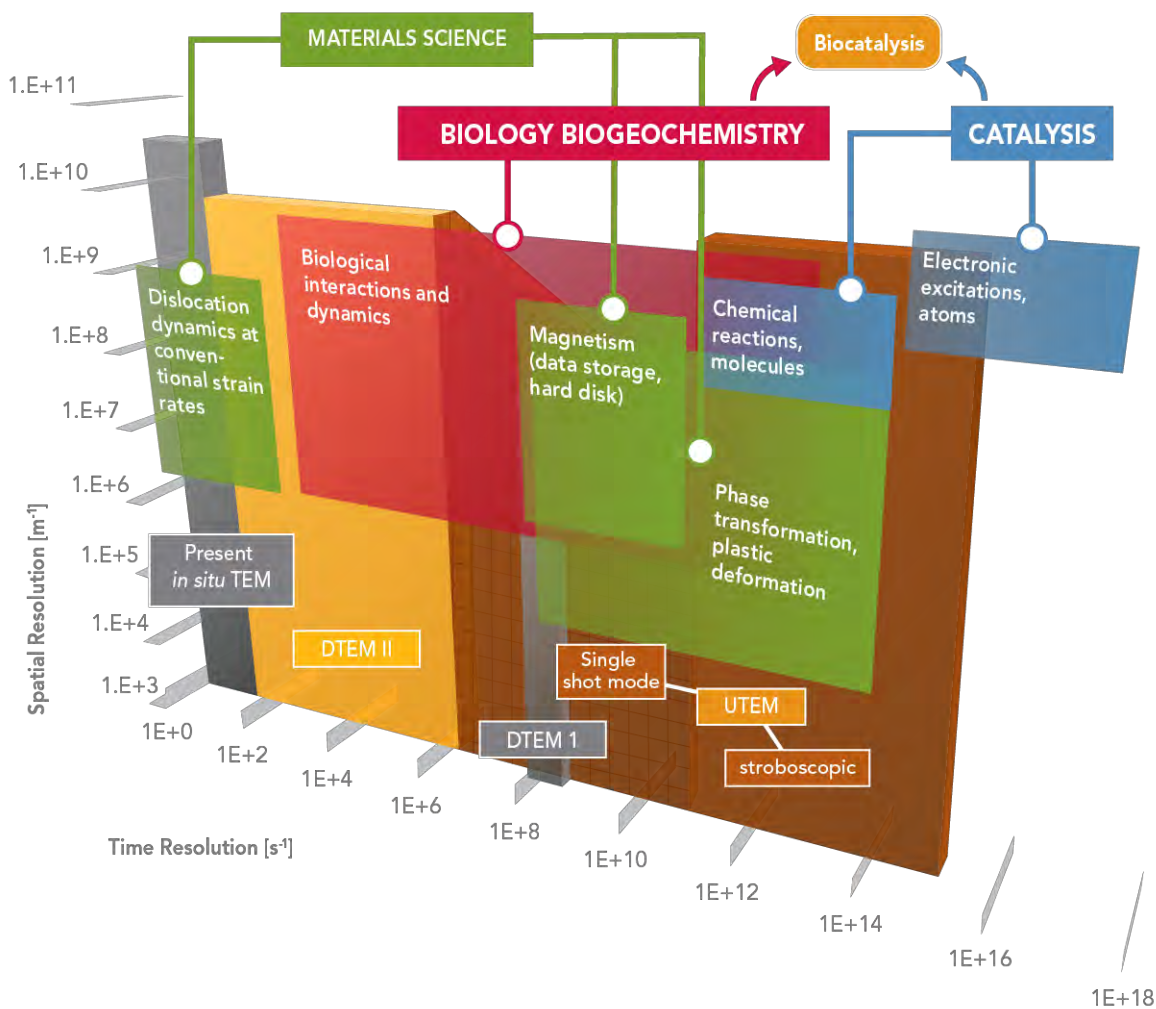 MATERIALS SCIENCE
Biocatalysis
BIOLOGY BIOGEOCHEMISTRY
CATALYSIS
1.E+11
1.E+10
1.E+9
1.E+8
1.E+7
1.E+6
1.E+5
1.E+4
1.E+3
Spatial Resolution [m-1]
Dislocation
dynamics at
conven-
tional strain
rates
Biological
interactions and
dynamics
Magnetism
(data storage,
hard disk)
Chemical
reactions,
molecules
Electronic
excitations,
atoms
Phase
transformation,
plastic
deformation
Present
in situ TEM
DTEM II
DTEM 1
Single
shot mode
UTEM
stroboscopic
1E+0
1E+2
1E+4
1E+6
1E+8
1E+10
1E+12
1E+14
1E+16
1E+18
Time Resolution [s-1]